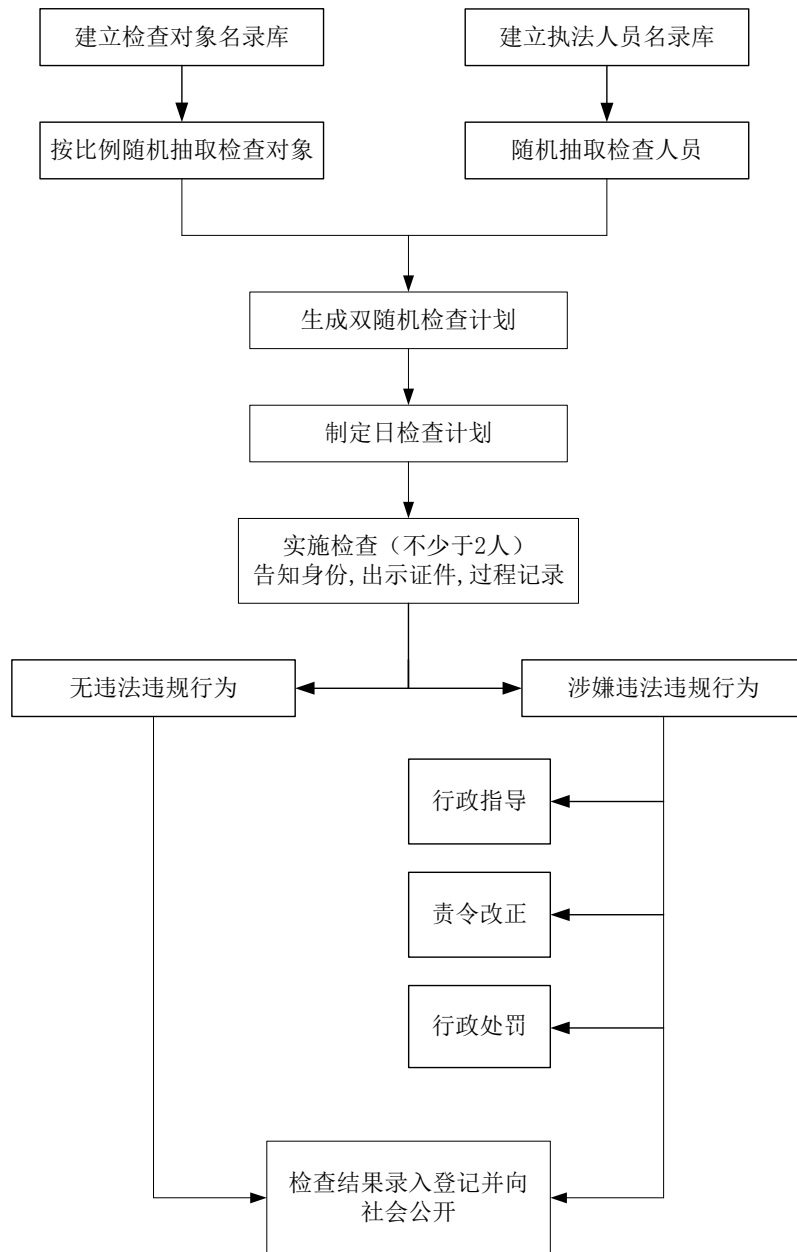 建立检查对象名录库
建立执法人员名录库
按比例随机抽取检查对象
随机抽取检查人员
生成双随机检查计划
制定日检查计划
实施检查（不少于2人）
告知身份,出示证件,过程记录
无违法违规行为
涉嫌违法违规行为
行政指导
责令改正
行政处罚
检查结果录入登记并向
社会公开